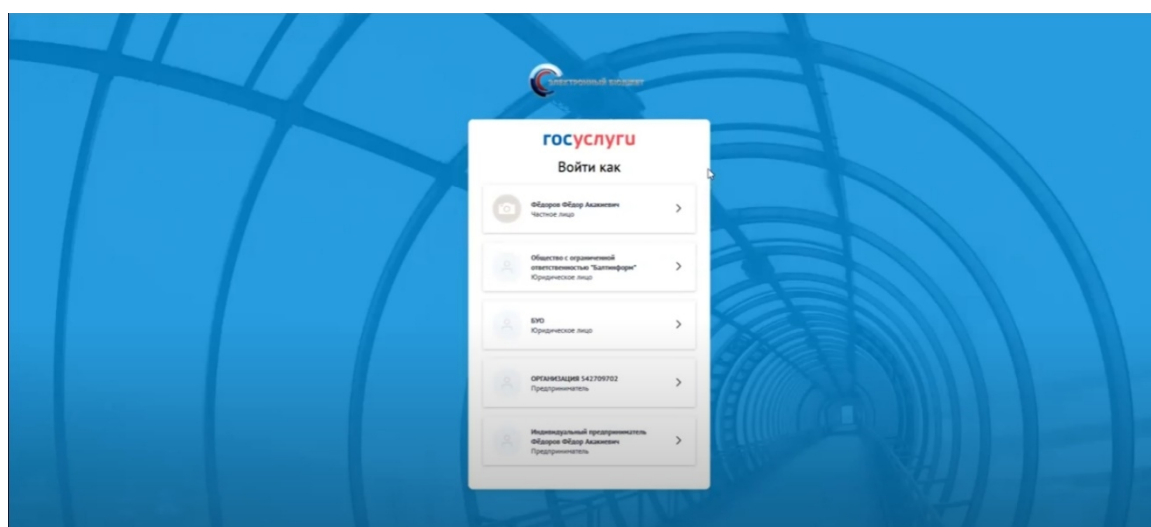 ЭЛЕКТРОННЫЙ БЮДЖЕТ
госуслуги
Войти как
Фёдоров Фёдор Акакиевич
Частное лицо
Общество с ограниченной
ответственностью "Балтинформ"
Юридическое лицо
БУО
Юридическое лицо
ОРГАНИЗАЦИЯ 542709702
Предприниматель
Индивидуальный предприниматель
Фёдоров Фёдор Акакиевич
Предприниматель